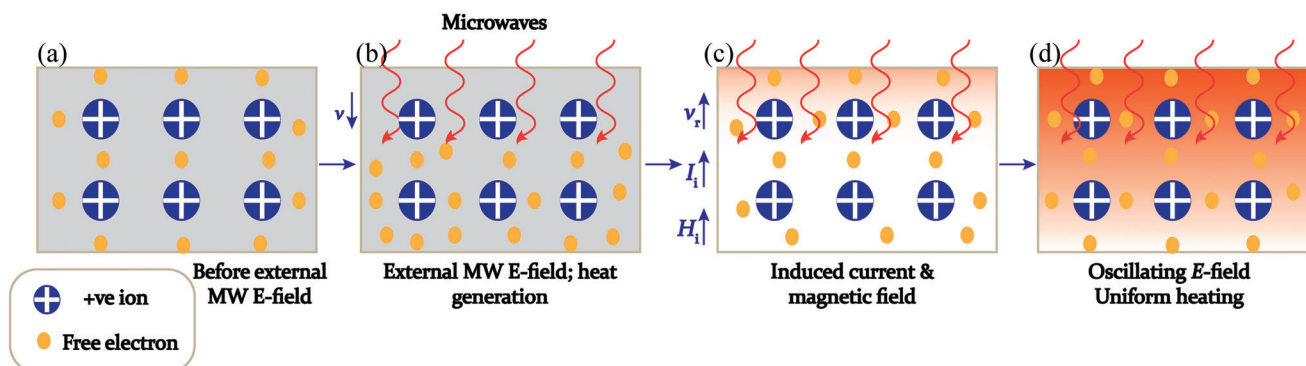 Microwaves
(a)
(b)
(c)
(d)
v
vr
Ii
Hi
Before external
MW E-field
External MW E-field; heat
generation
Induced current &
magnetic field
Oscillating E-field
Uniform heating
+ve ion
Free electron